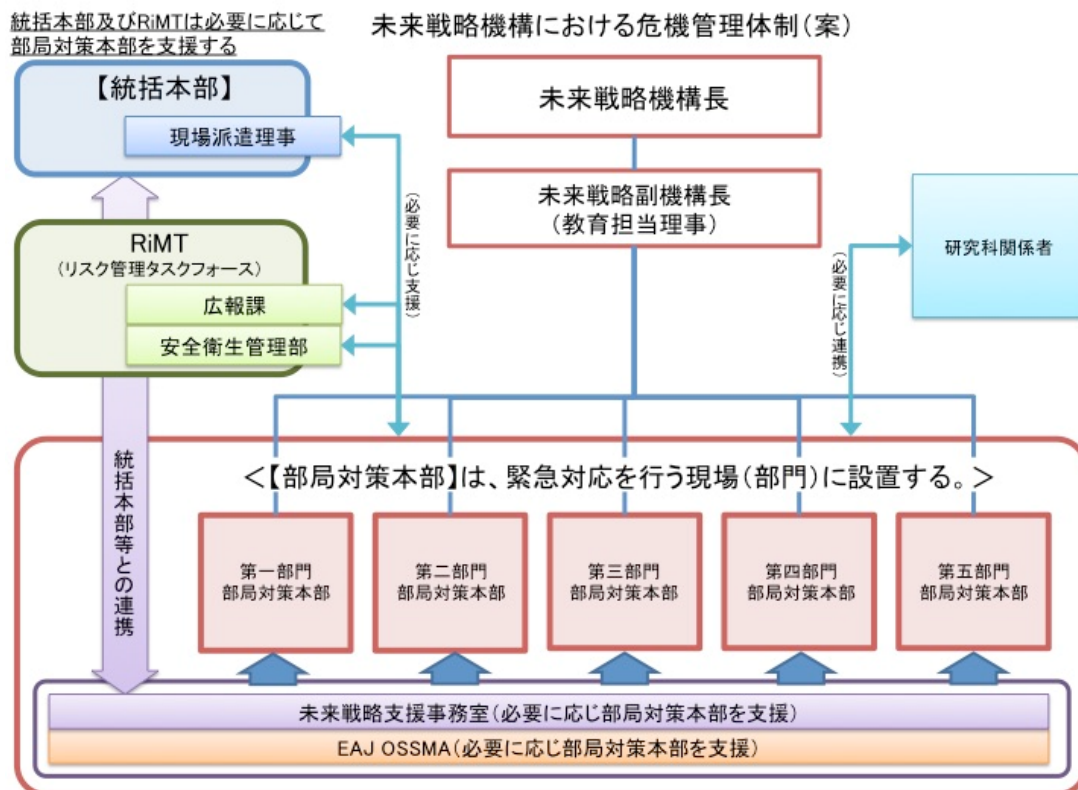 統括本部及びRiMTは必要に応じて
部局対策本部を支援する
未来戦略機構における危機管理体制(案)
【統括本部】
現場派遣理事
未来戦略機構長
未来戦略副機構長
(教育担当理事)
RiMT
(リスク管理タスクフォース)
広報課
安全衛生管理部
(必要に応じ支援)
(必要に応じ連携)
研究科関係者
統括本部等との連携
<【部局対策本部】は、緊急対応を行う現場(部門)に設置する。>
第一部門
部局対策本部
第二部門
部局対策本部
第三部門
部局対策本部
第四部門
部局対策本部
第五部門
部局対策本部
未来戦略支援事務室(必要に応じ部局対策本部を支援)
EAJ OSSMA(必要に応じ部局対策本部を支援)